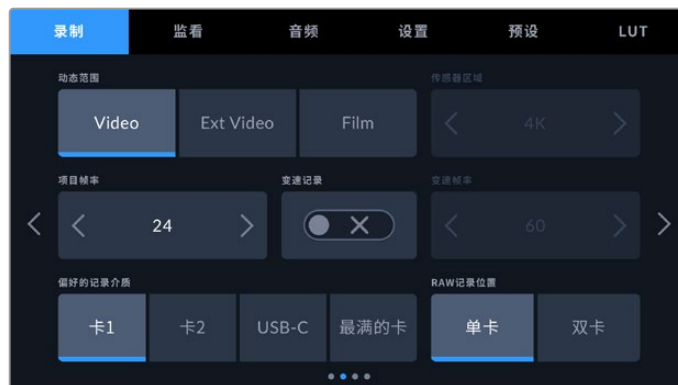 录制 监看 音频 设置 预设 LUT
动态范围 传感器区域
Video Ext Video Film 4K
项目帧率 变速记录 变速帧率
24 60
偏好的记录介质 RAW记录位置
卡1 卡2 USB-C 最满的卡 单卡 双卡